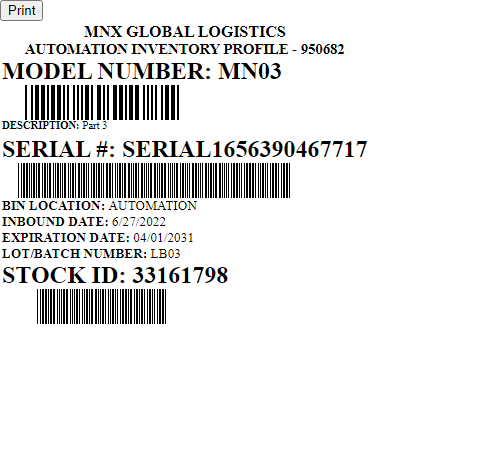 Print
MNX GLOBAL LOGISTICS
AUTOMATION INVENTORY PROFILE - 950682
MODEL NUMBER: MN03
DESCRIPTION: Part 3
SERIAL #: SERIAL1656390467717
BIN LOCATION: AUTOMATION
INBOUND DATE: 6/27/2022
EXPIRATION DATE: 04/01/2031
LOT/BATCH NUMBER: LB03
STOCK ID: 33161798